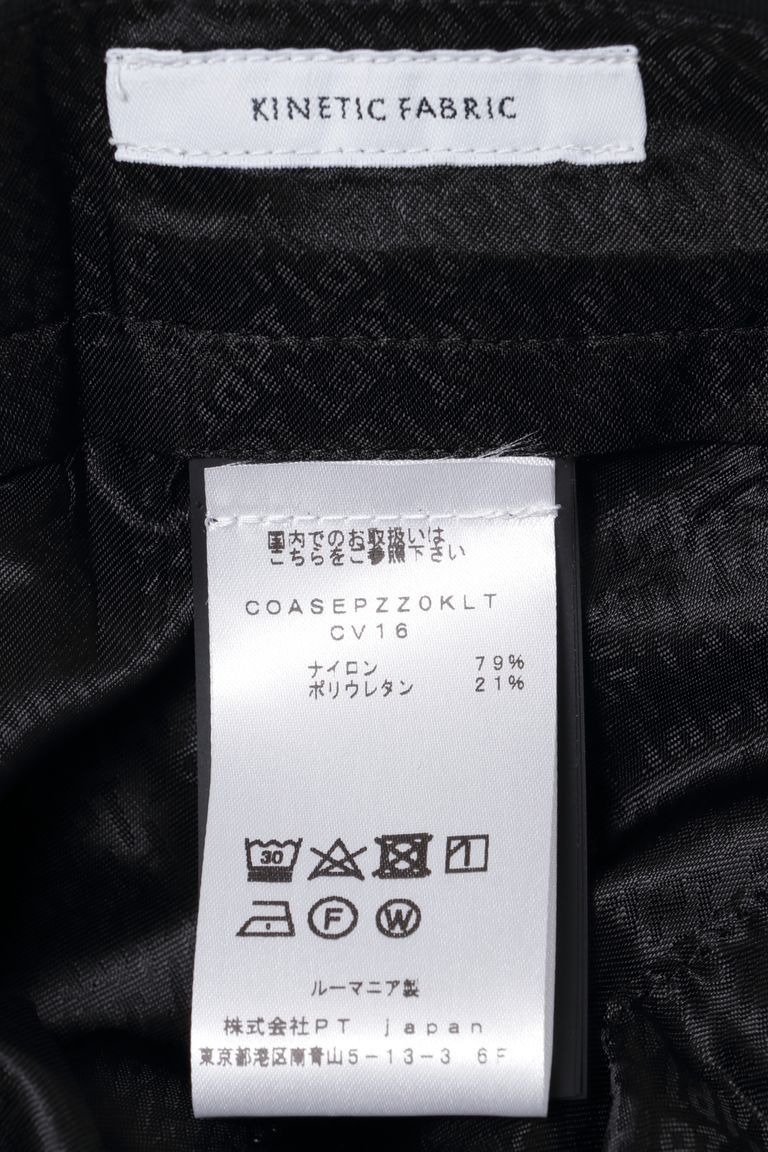 KINETIC FABRIC
国内でのお取扱いは
こちらをご参照下さい
COASEPZZ0KLT
CV16
ナイロン 79%
ポリウレタン 21%
30
F W
ルーマニア製
株式会社PT japan
東京都港区南青山5-13-3 6F